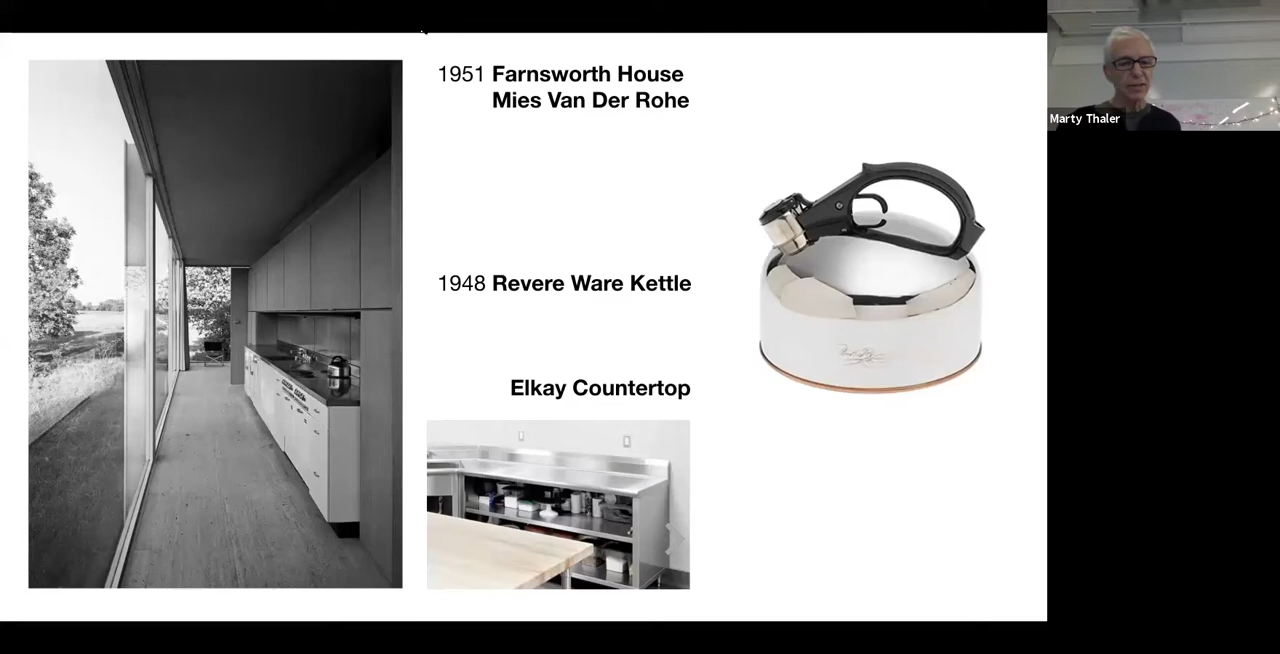 1951 Farnsworth House
Mies Van Der Rohe
1948 Revere Ware Kettle
Elkay Countertop
Marty Thaler